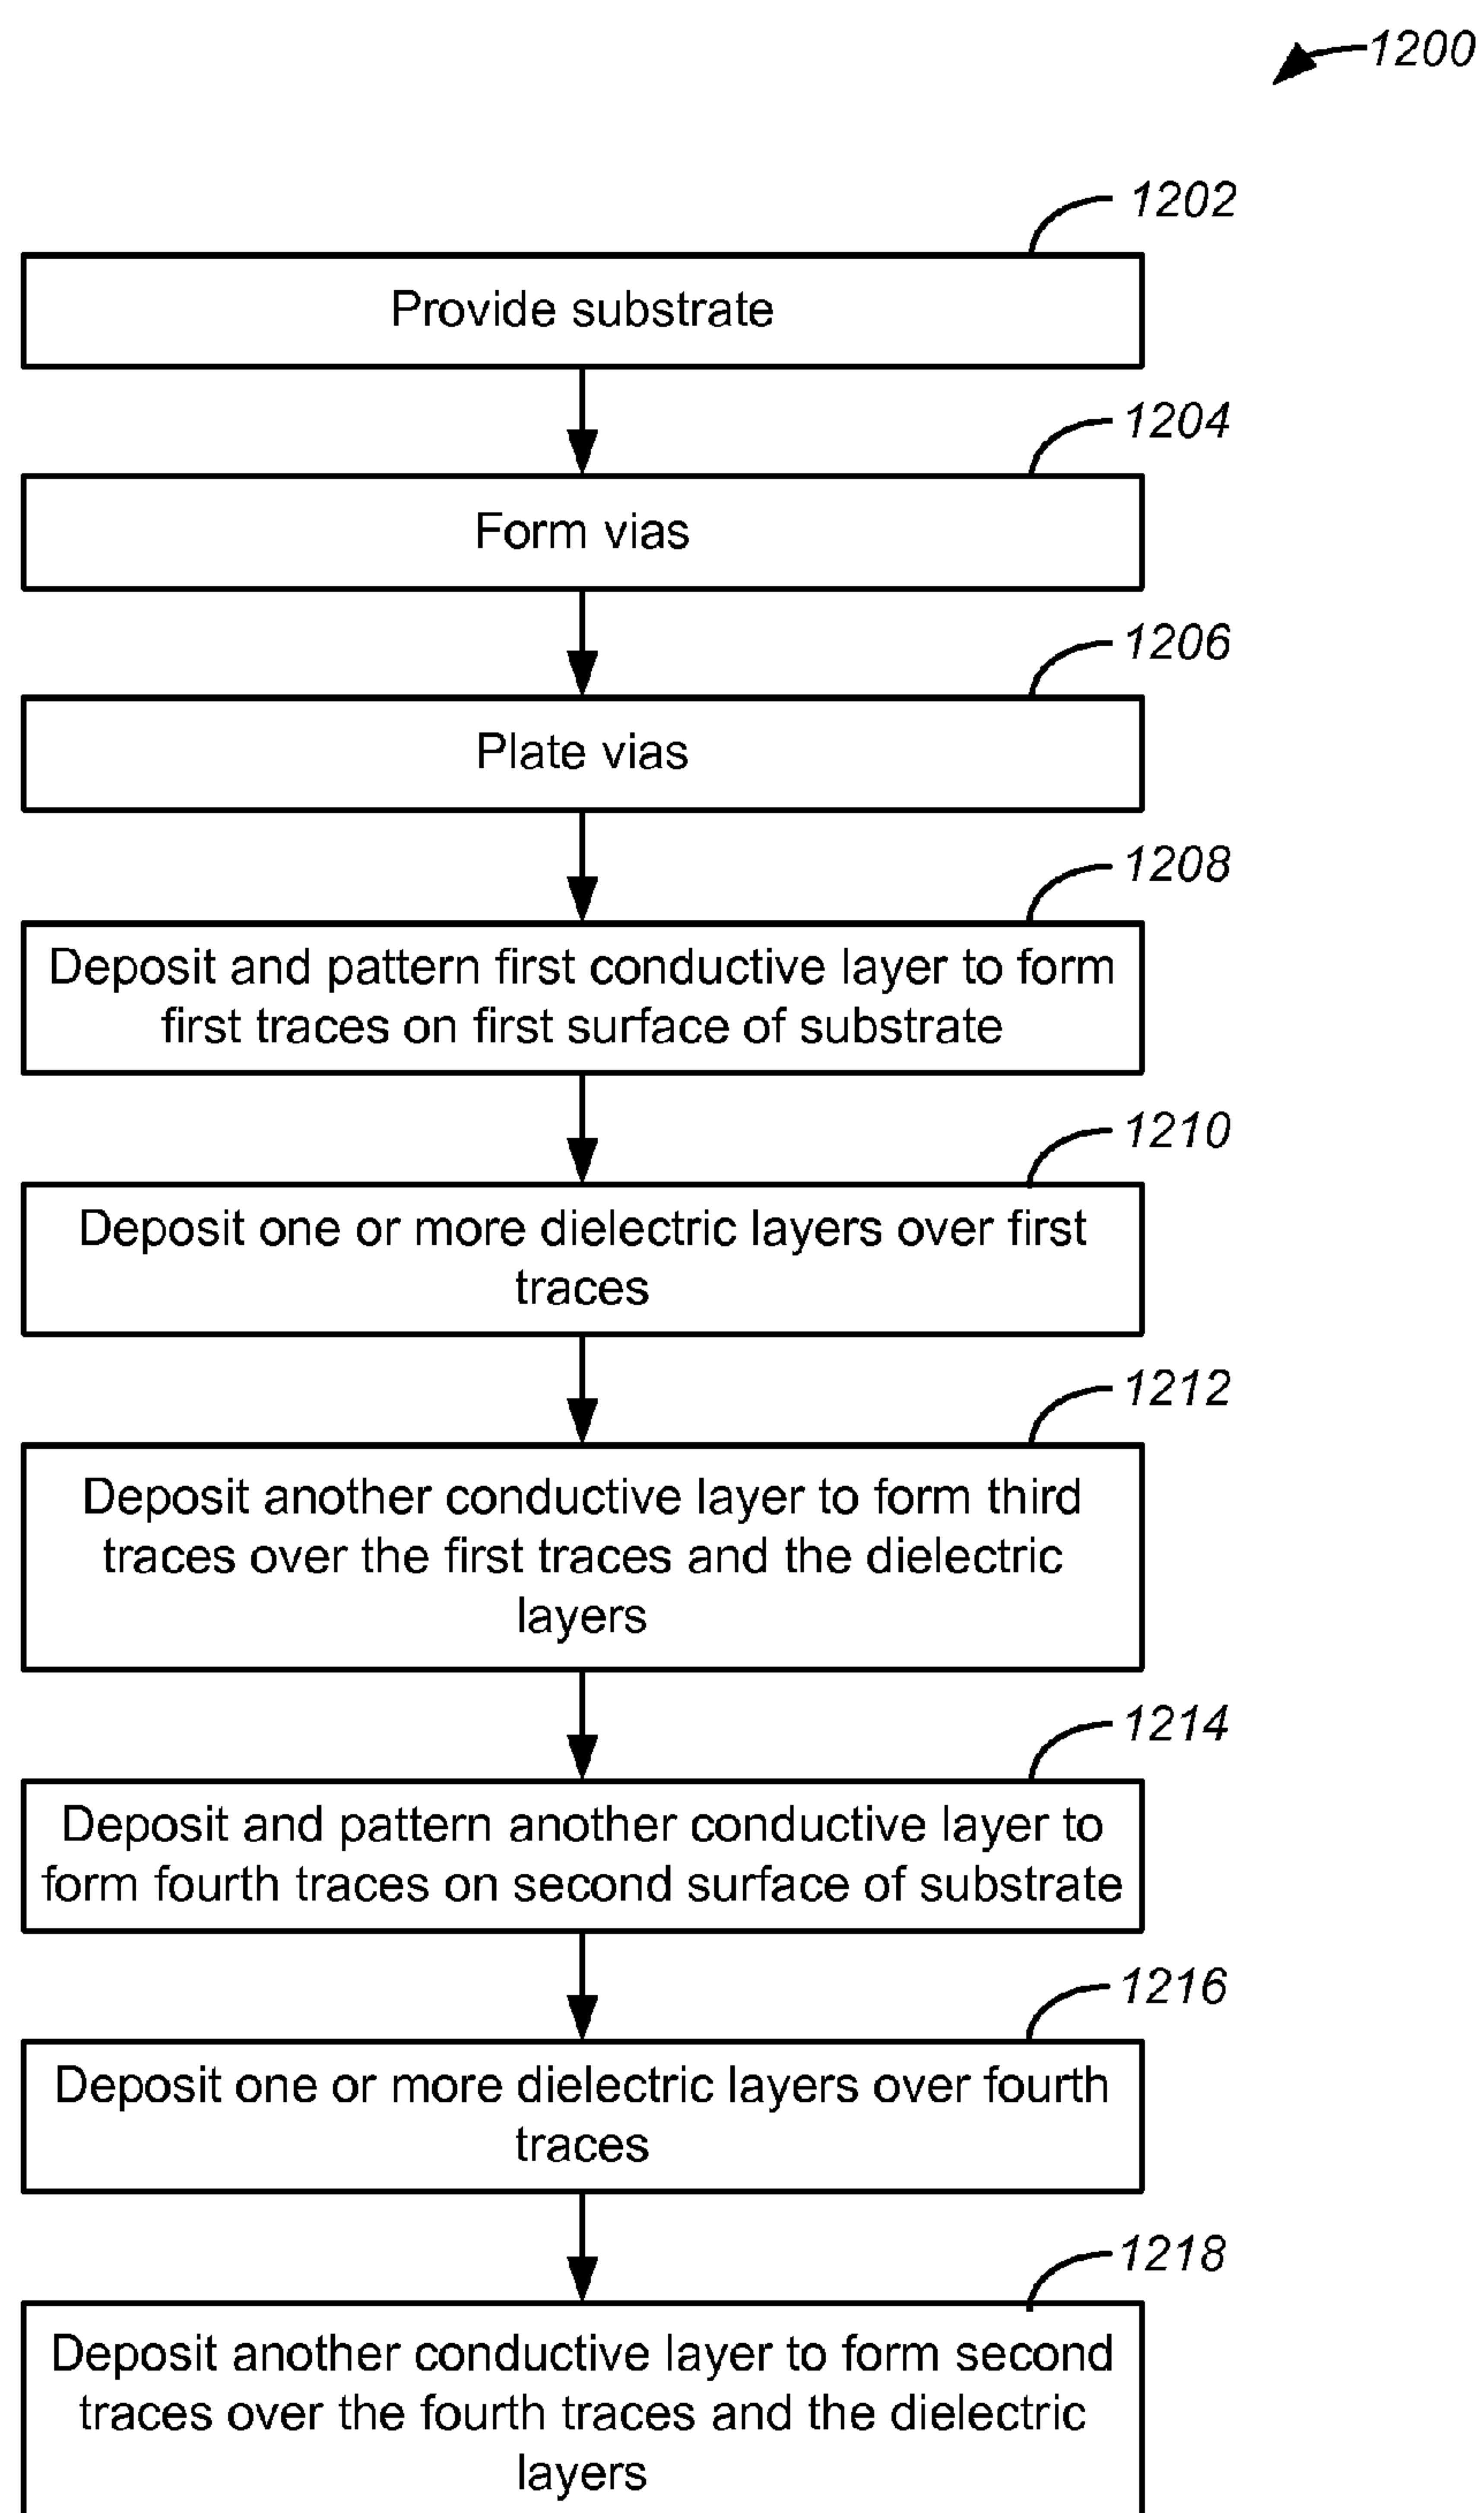 1200
1202
Provide substrate
1204
Form vias
1206
Plate vias
1208
Deposit and pattern first conductive layer to form
first traces on first surface of substrate
1210
Deposit one or more dielectric layers over first
traces
1212
Deposit another conductive layer to form third
traces over the first traces and the dielectric
layers
1214
Deposit and pattern another conductive layer to
form fourth traces on second surface of substrate
1216
Deposit one or more dielectric layers over fourth
traces
1218
Deposit another conductive layer to form second
traces over the fourth traces and the dielectric
layers